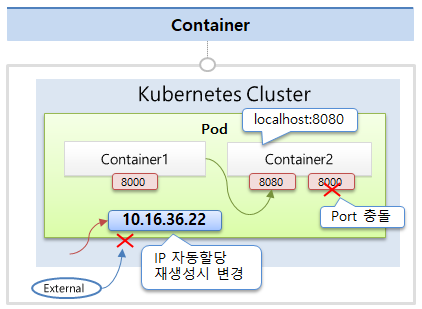 Container
Kubernetes Cluster
localhost:8080
Pod
Container1
Container2
8000
8080
8000
10.16.36.22
Port 충돌
IP 자동할당
재생성시 변경
External